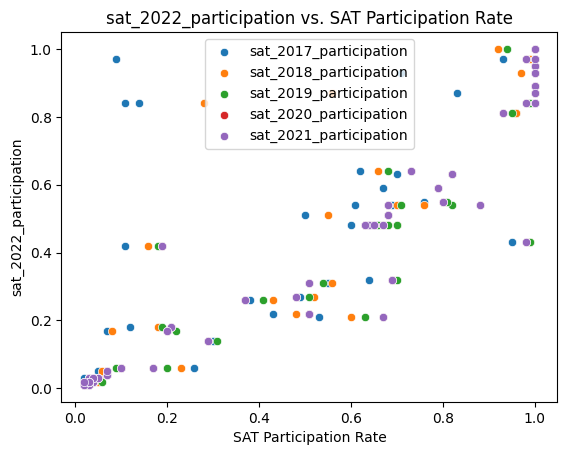 sat_2022_participation vs. SAT Participation Rate
sat_2017_participation
sat_2018_participation
sat_2019_participation
sat_2020_participation
sat_2021_participation
sat_2022_participation
1.0
0.8
0.6
0.4
0.2
0.0
0.0 0.2 0.4 0.6 0.8 1.0
SAT Participation Rate